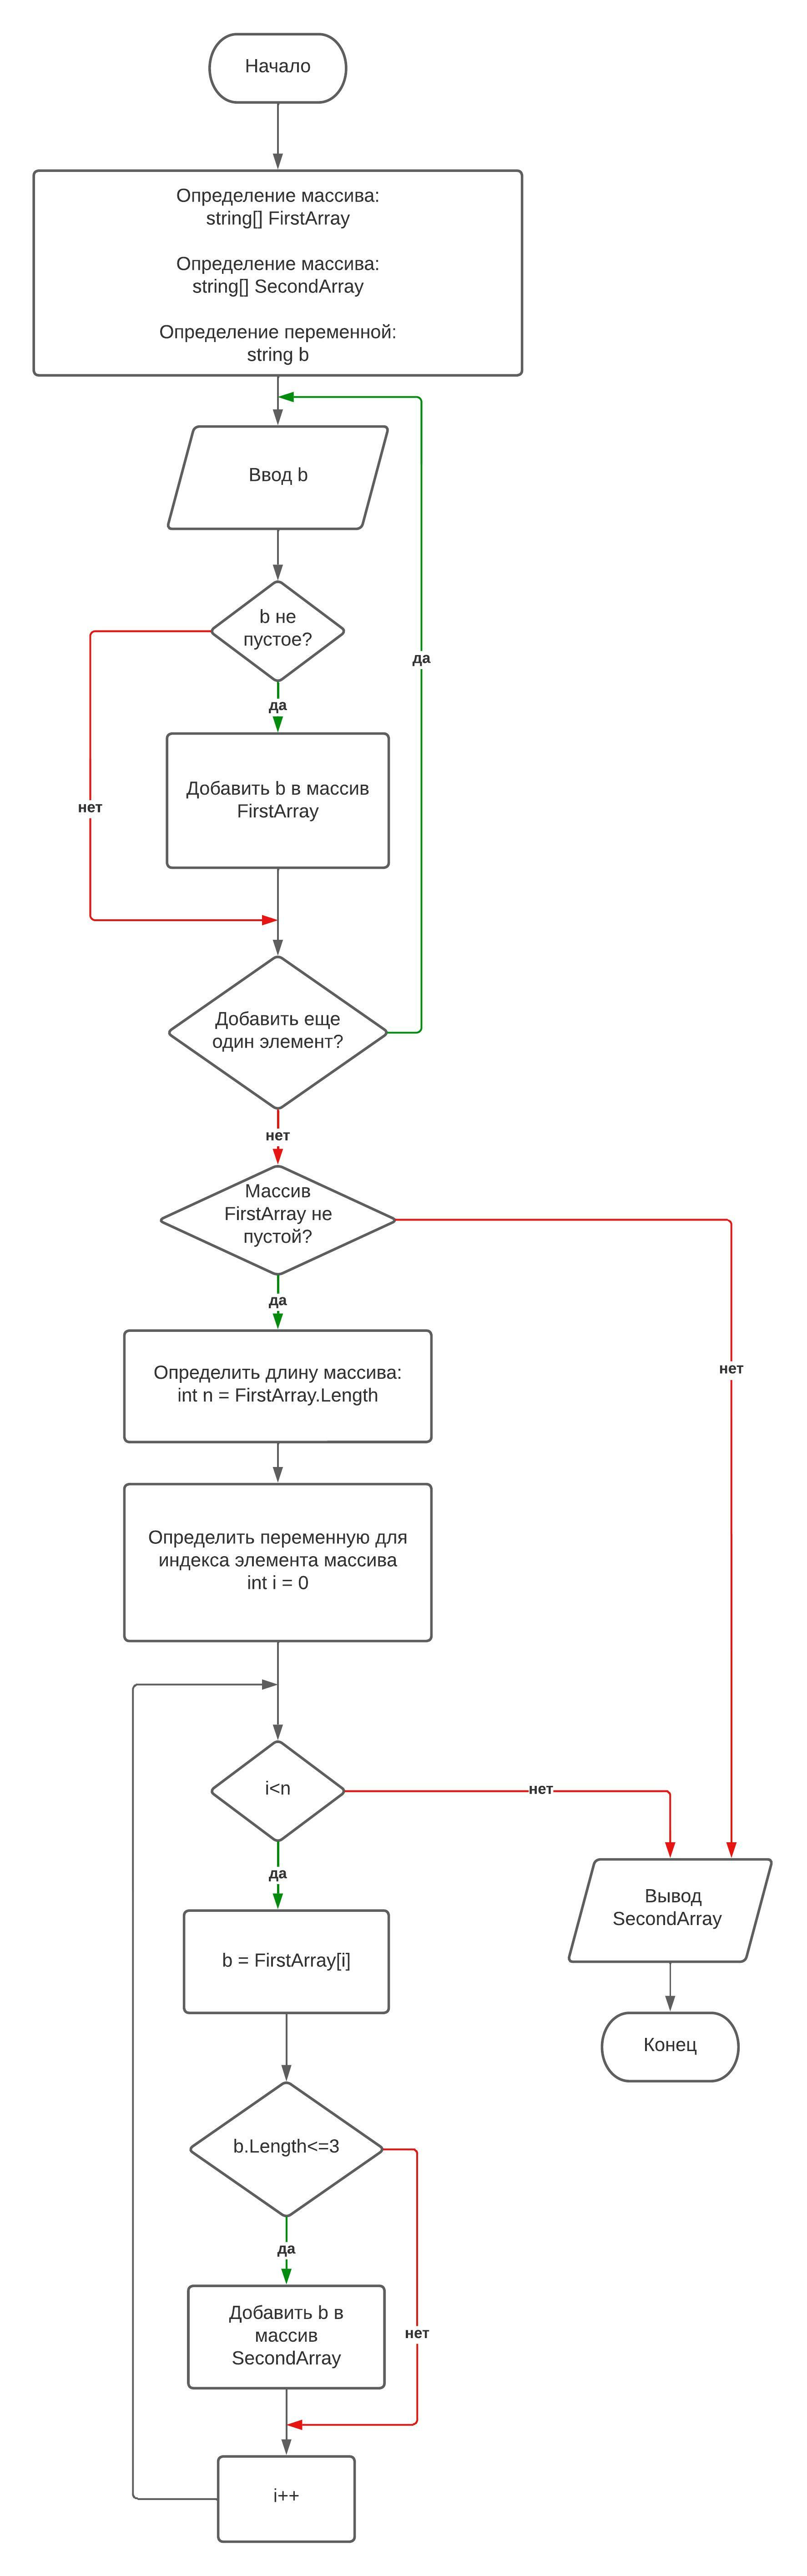 Начало
Определение массива:
string[] FirstArray
Определение массива:
string[] SecondArray
Определение переменной:
string b
Ввод b
b не
пустое?
да
да
Добавить b в массив
FirstArray
нет
Добавить еще
один элемент?
нет
Массив
FirstArray не
пустой?
да
нет
Определить длину массива:
int n = FirstArray.Length
Определить переменную для
индекса элемента массива
int i = 0
i<n
нет
да
Вывод
SecondArray
b = FirstArray[i]
Конец
b.Length<=3
да
Добавить b в
массив
SecondArray
нет
i++